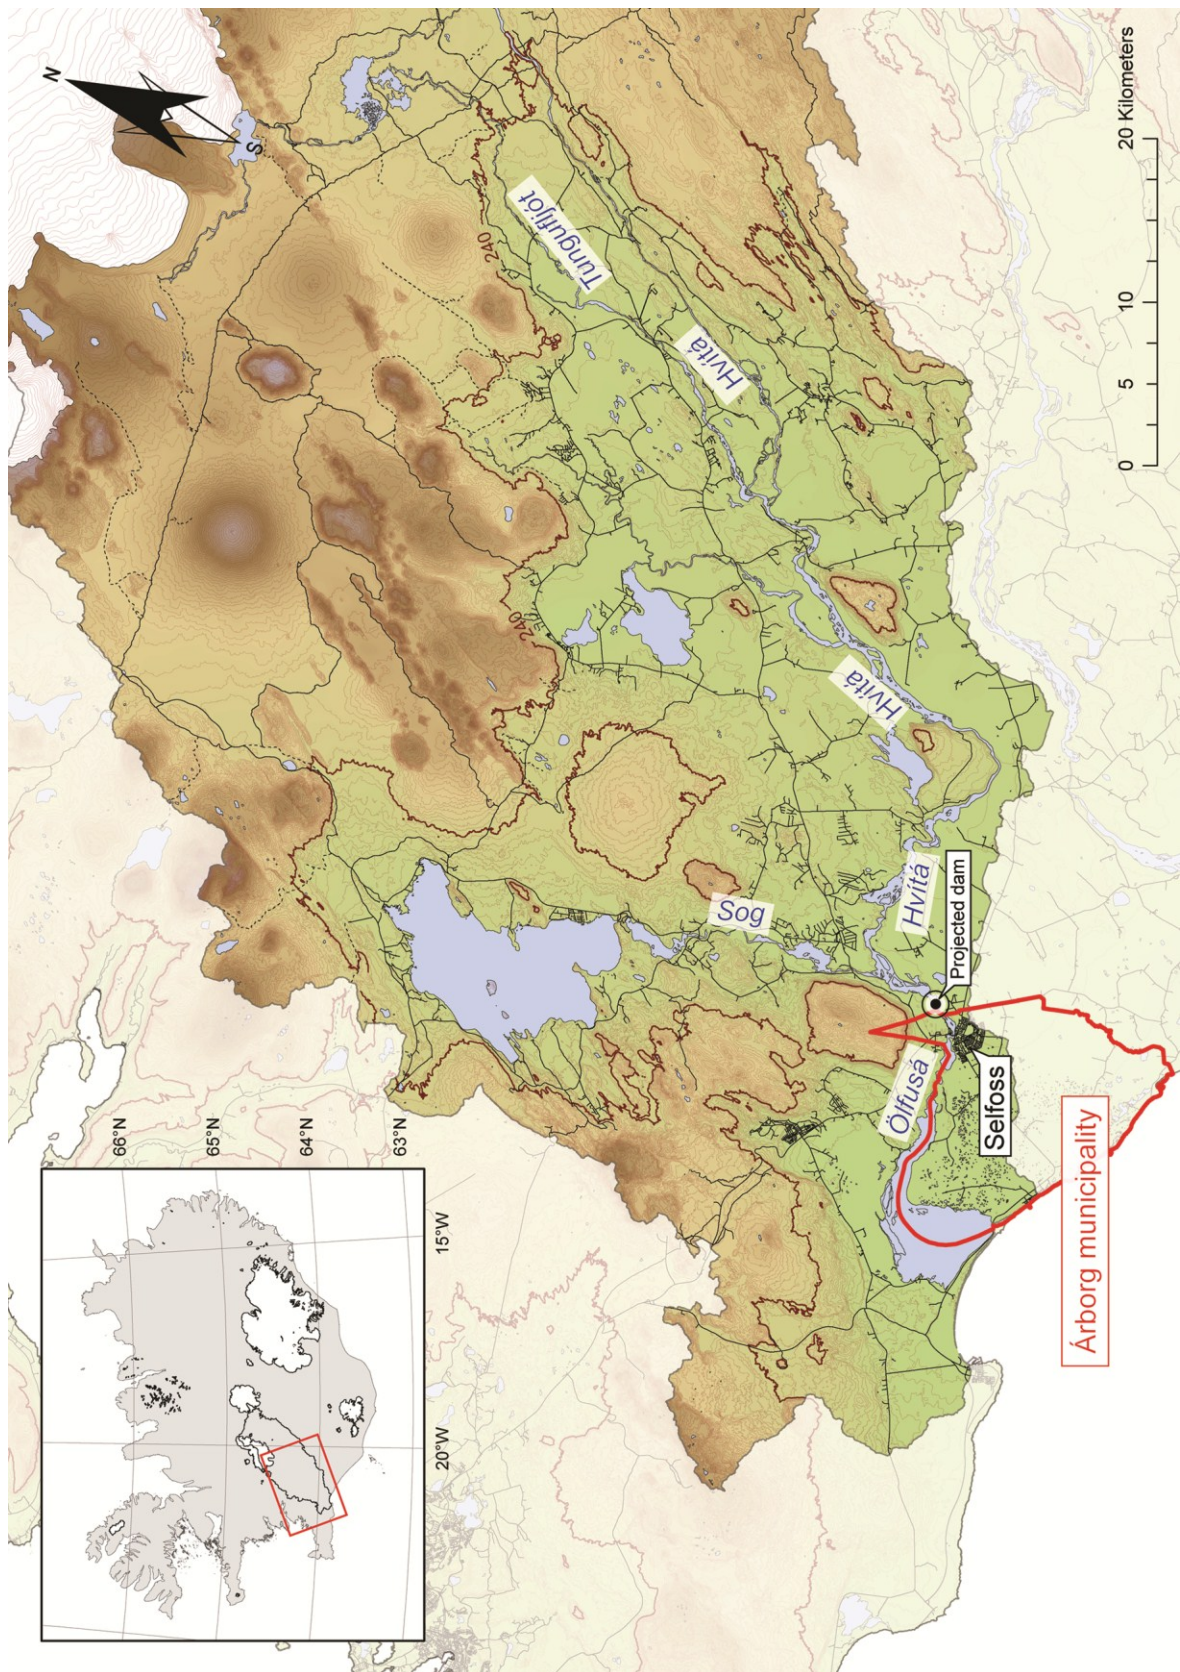 66°N
65°N
64°N
63°N
20°W
15°W
N
S
240
240
Tungufljót
Hvítá
Hvítá
Sog
Hvítá
Ölfusá
Projected dam
Selfoss
Árborg municipality
0
5
10
20 Kilometers